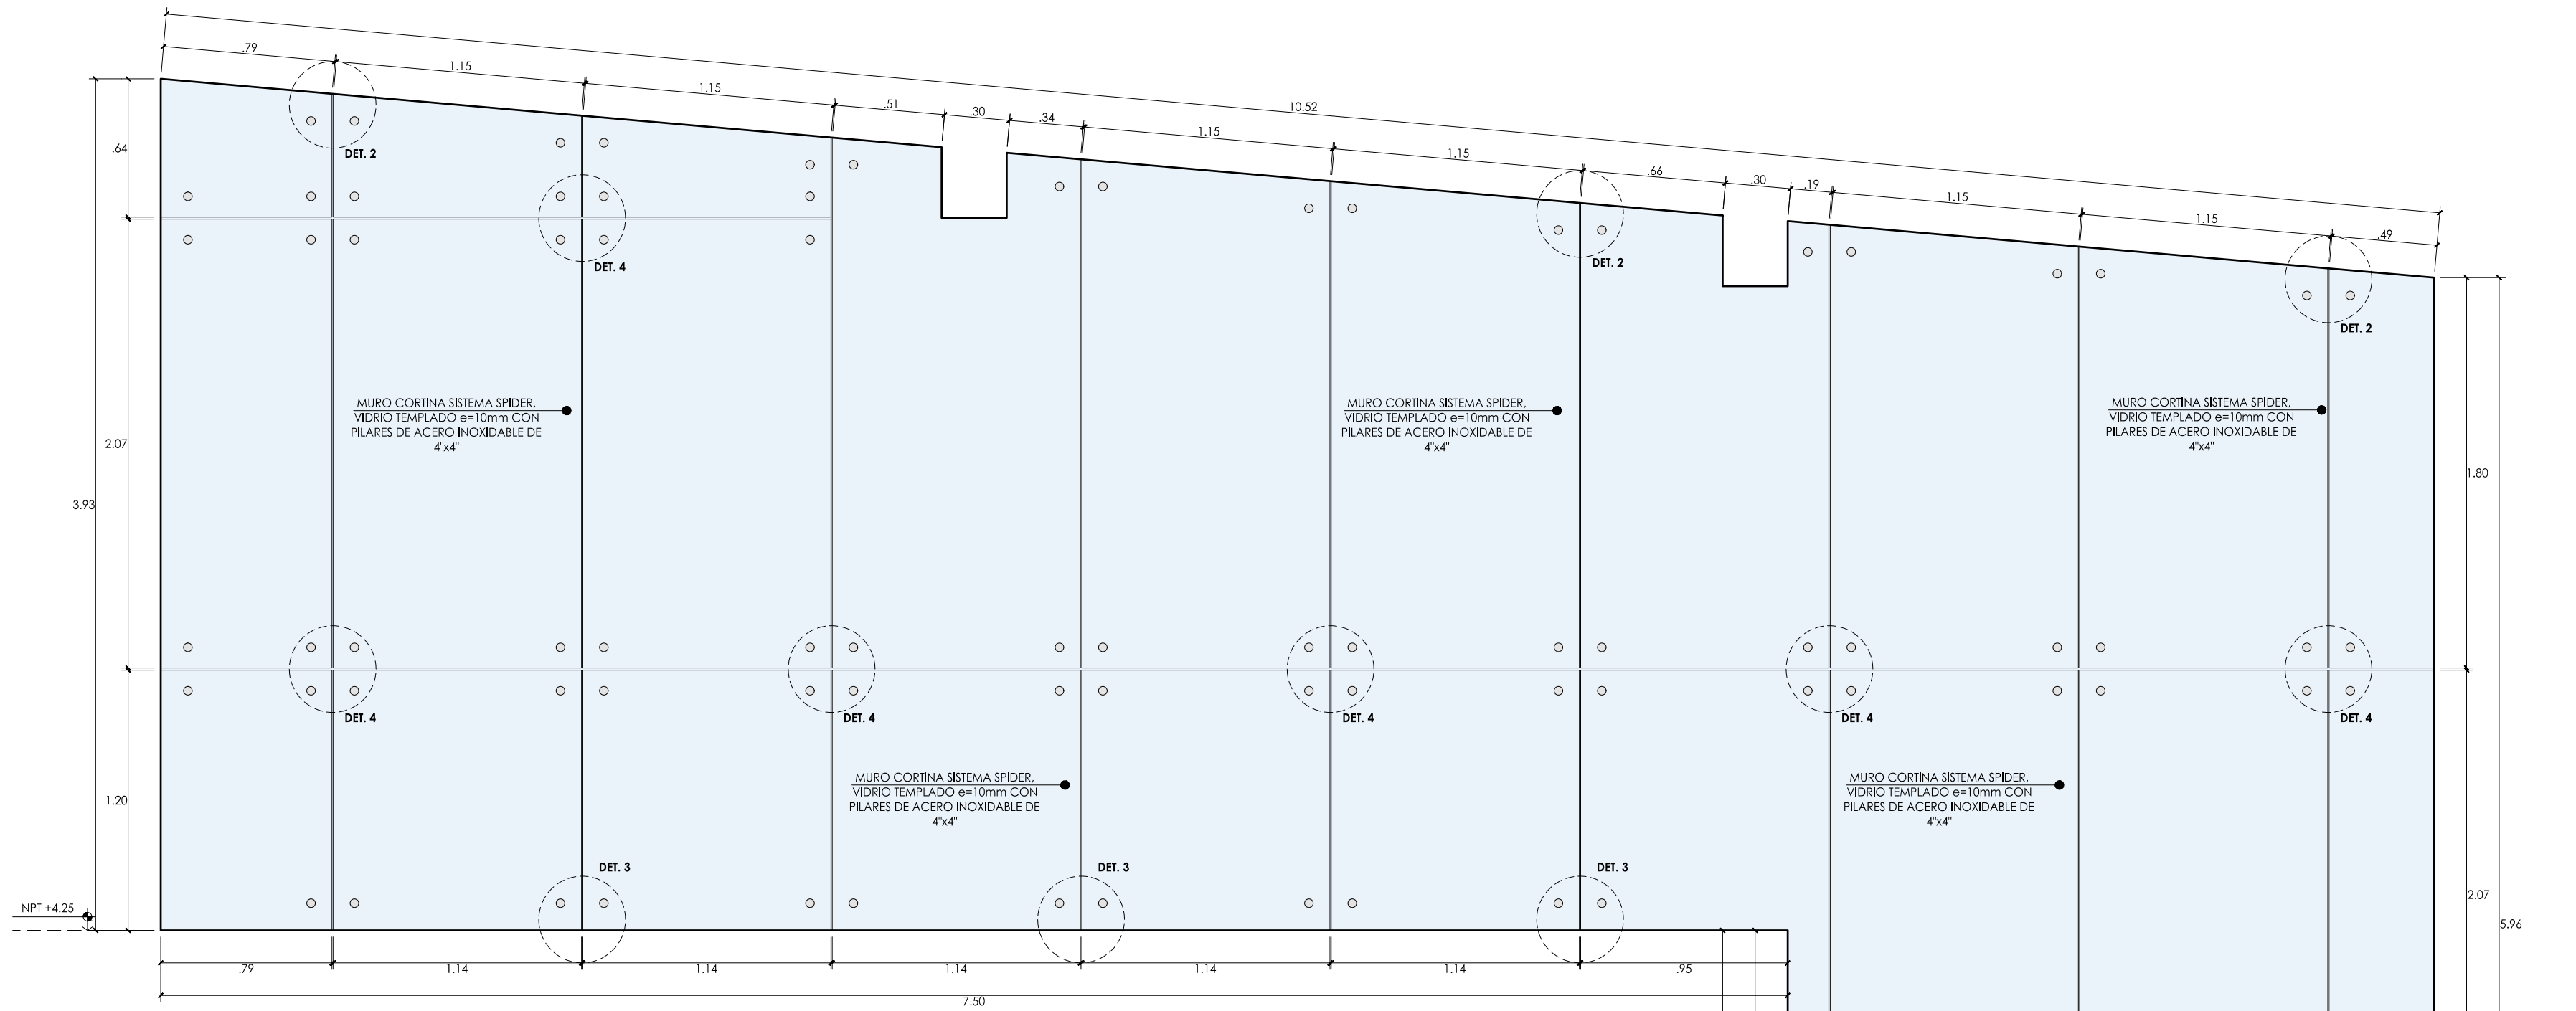 10.52
.79
1.15
1.15
.51
.30
.34
1.15
1.15
.66
.30
.19
1.15
1.15
.49
DET. 2
DET. 2
DET. 2
.64
DET. 4
2.07
3.93
1.20
MURO CORTINA SISTEMA SPIDER,
VIDRIO TEMPLADO e=10mm CON
PILARES DE ACERO INOXIDABLE DE
4"x4"
MURO CORTINA SISTEMA SPIDER,
VIDRIO TEMPLADO e=10mm CON
PILARES DE ACERO INOXIDABLE DE
4"x4"
MURO CORTINA SISTEMA SPIDER,
VIDRIO TEMPLADO e=10mm CON
PILARES DE ACERO INOXIDABLE DE
4"x4"
1.80
DET. 4
DET. 4
DET. 4
DET. 4
DET. 4
MURO CORTINA SISTEMA SPIDER,
VIDRIO TEMPLADO e=10mm CON
PILARES DE ACERO INOXIDABLE DE
4"x4"
MURO CORTINA SISTEMA SPIDER,
VIDRIO TEMPLADO e=10mm CON
PILARES DE ACERO INOXIDABLE DE
4"x4"
DET. 3
DET. 3
DET. 3
NPT +4.25
2.07
5.96
.79
1.14
1.14
1.14
1.14
1.14
.95
7.50